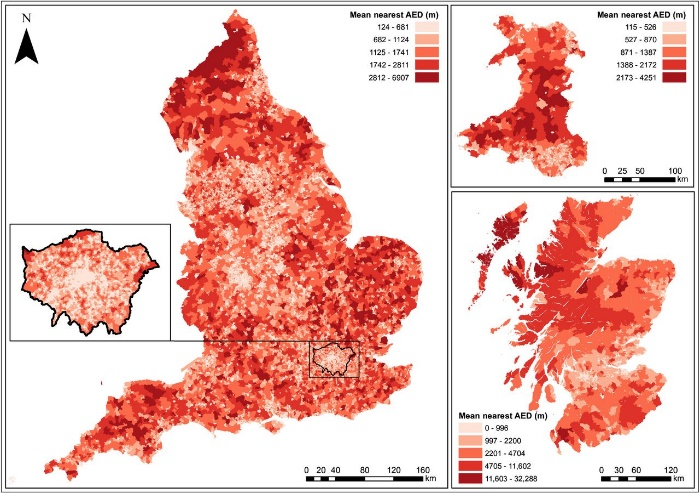 N
Mean nearest AED (m)
124 - 681
682 - 1124
1125 - 1741
1742 - 2811
2812 - 6907
0 20 40 80 120 160
km
Mean nearest AED (m)
115 - 526
527 - 870
871 - 1387
1388 - 2172
2173 - 4251
0 25 50 100
km
Mean nearest AED (m)
0 - 996
997 - 2200
2201 - 4704
4705 - 11,602
11,603 - 32,288
0 30 60 120
km